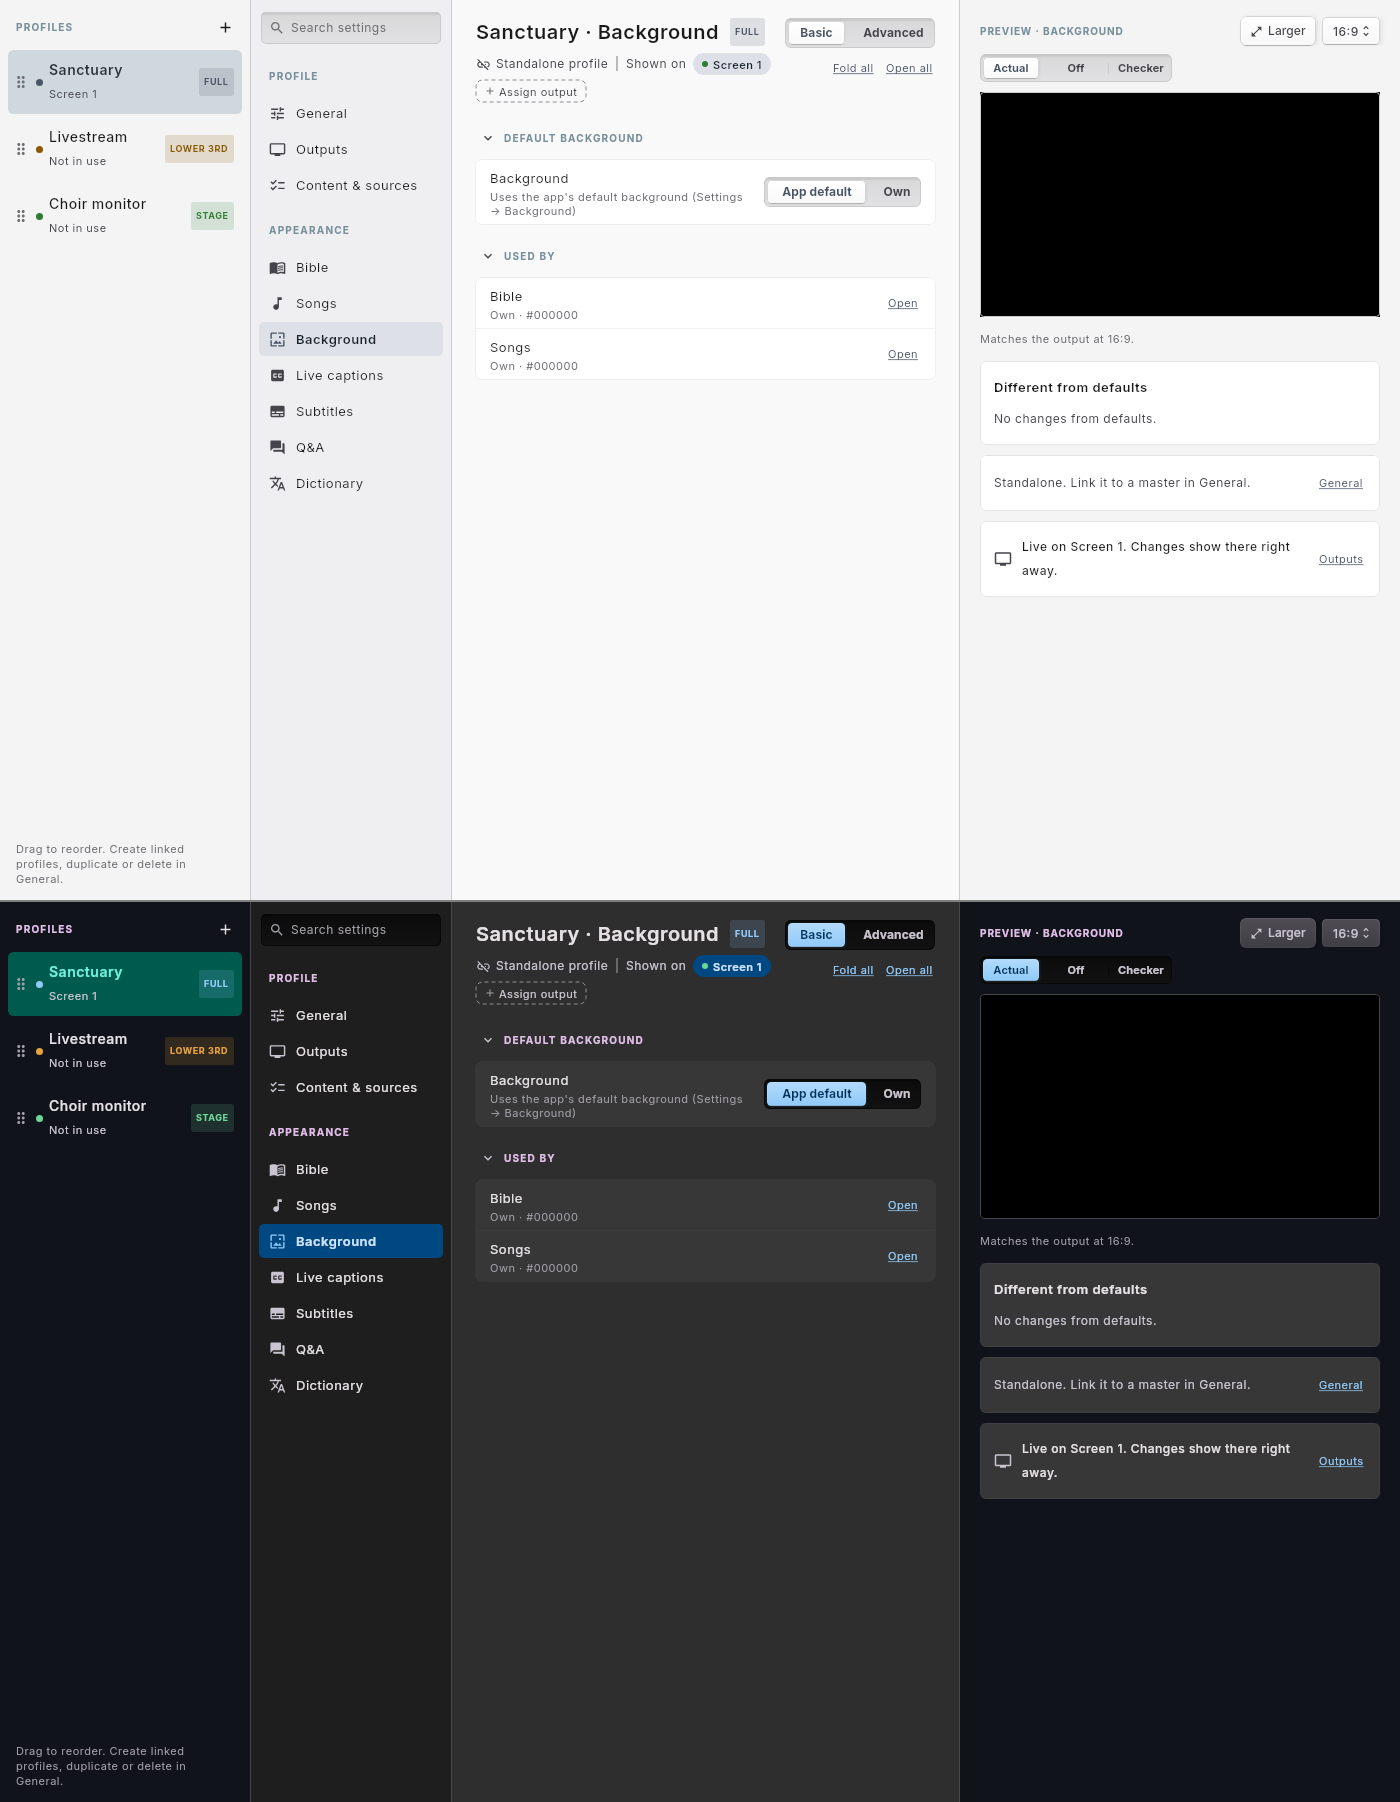 PROFILES
Sanctuary
Screen 1
FULL
Livestream
Not in use
LOWER 3RD
Choir monitor
Not in use
STAGE
Drag to reorder. Create linked
profiles, duplicate or delete in
General.
Search settings
PROFILE
General
Outputs
Content & sources
APPEARANCE
Bible
Songs
Background
Live captions
Subtitles
Q&A
Dictionary
Sanctuary · Background FULL
Basic Advanced
Standalone profile | Shown on Screen 1
Fold all Open all
+ Assign output
DEFAULT BACKGROUND
Background
Uses the app's default background (Settings
→ Background)
App default Own
USED BY
Bible
Own · #000000
Open
Songs
Own · #000000
Open
PREVIEW · BACKGROUND
Larger 16:9
Actual Off Checker
Matches the output at 16:9.
Different from defaults
No changes from defaults.
Standalone. Link it to a master in General. General
Live on Screen 1. Changes show there right
away.
Outputs
PROFILES
Sanctuary
Screen 1
FULL
Livestream
Not in use
LOWER 3RD
Choir monitor
Not in use
STAGE
Drag to reorder. Create linked
profiles, duplicate or delete in
General.
Search settings
PROFILE
General
Outputs
Content & sources
APPEARANCE
Bible
Songs
Background
Live captions
Subtitles
Q&A
Dictionary
Sanctuary · Background FULL
Basic Advanced
Standalone profile | Shown on Screen 1
Fold all Open all
+ Assign output
DEFAULT BACKGROUND
Background
Uses the app's default background (Settings
→ Background)
App default Own
USED BY
Bible
Own · #000000
Open
Songs
Own · #000000
Open
PREVIEW · BACKGROUND
Larger 16:9
Actual Off Checker
Matches the output at 16:9.
Different from defaults
No changes from defaults.
Standalone. Link it to a master in General. General
Live on Screen 1. Changes show there right
away.
Outputs